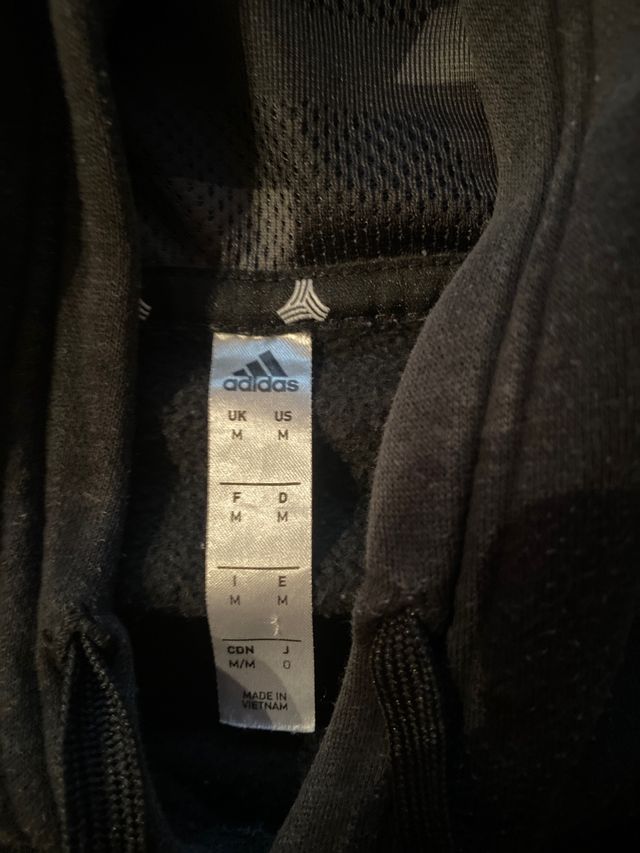 adidas
UK US
M M
F D
M M
I E
M M
CDN J
M/M O
MADE IN
VIETNAM